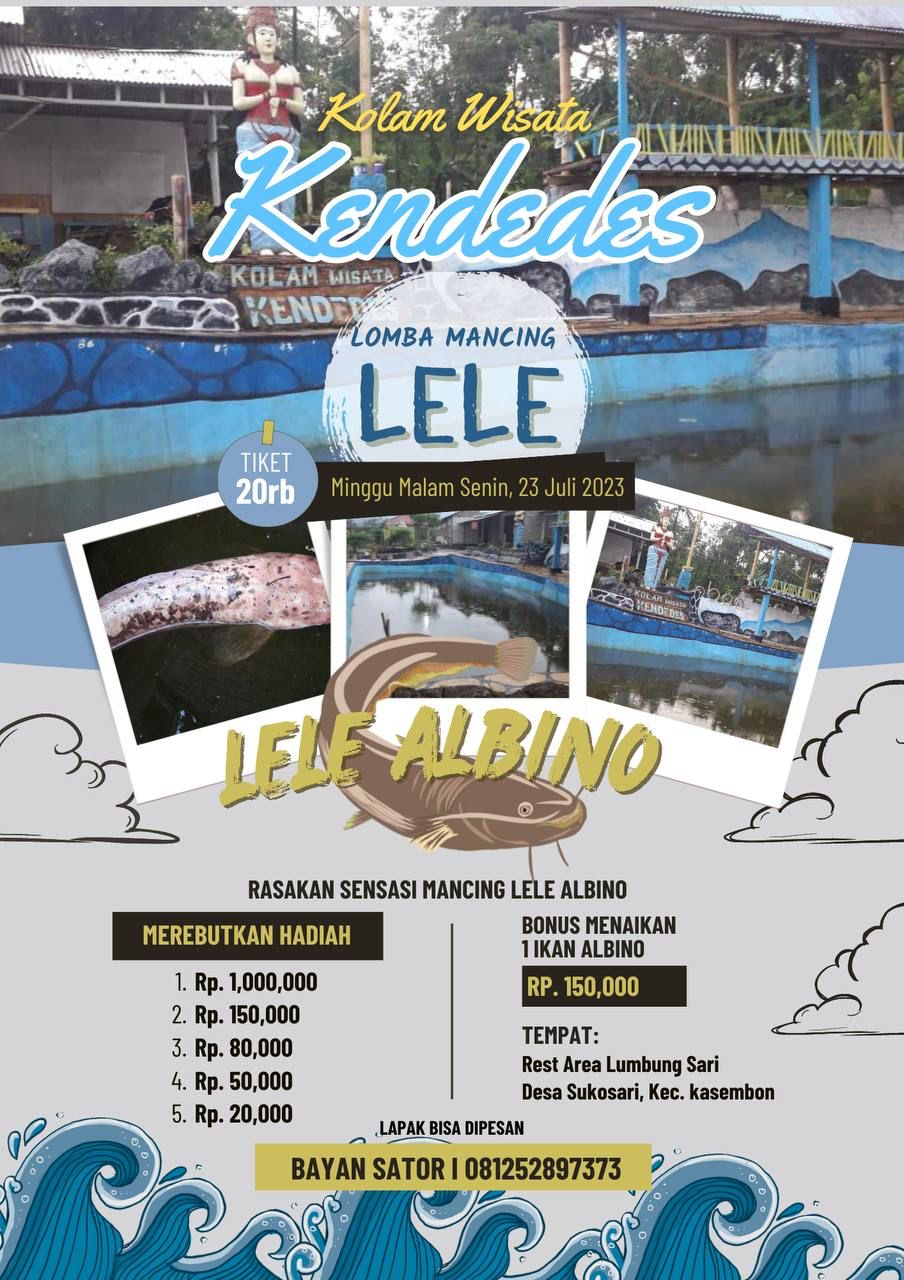 Kolam Wisata
Kendedes
KOLAM WISATA
KENDEDES
LOMBA MANCING
LELE
TIKET
20rb
Minggu Malam Senin, 23 Juli 2023
KOLAM WISATA
KENDEDES
LELE ALBINO
RASAKAN SENSASI MANCING LELE ALBINO
MEREBUTKAN HADIAH
1. Rp. 1,000,000
2. Rp. 150,000
3. Rp. 80,000
4. Rp. 50,000
5. Rp. 20,000
BONUS MENAIKAN
1 IKAN ALBINO
RP. 150,000
TEMPAT:
Rest Area Lumbung Sari
Desa Sukosari, Kec. kasembon
LAPAK BISA DIPESAN
BAYAN SATOR I 081252897373